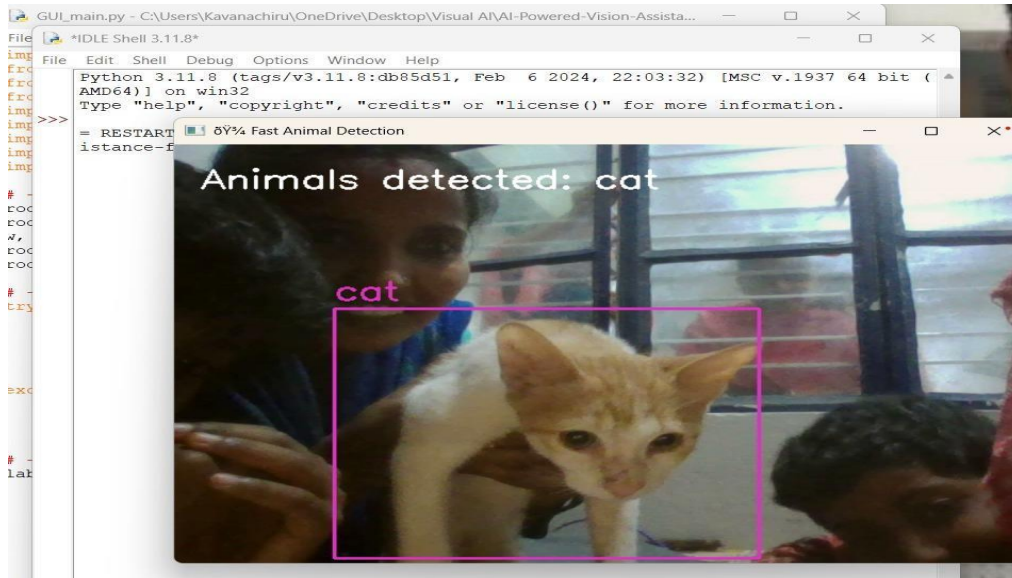 GUI_main.py - C:\Users\Kavanachiru\OneDrive\Desktop\Visual AI\AI-Powered-Vision-Assista...
File
*IDLE Shell 3.11.8*
File Edit Shell Debug Options Window Help
Python 3.11.8 (tags/v3.11.8:db85d51, Feb 6 2024, 22:03:32) [MSC v.1937 64 bit (
AMD64)] on win32
Type "help", "copyright", "credits" or "license()" for more information.
>>>
= RESTART
istance-f
ðŸ¾ Fast Animal Detection
Animals detected: cat
cat